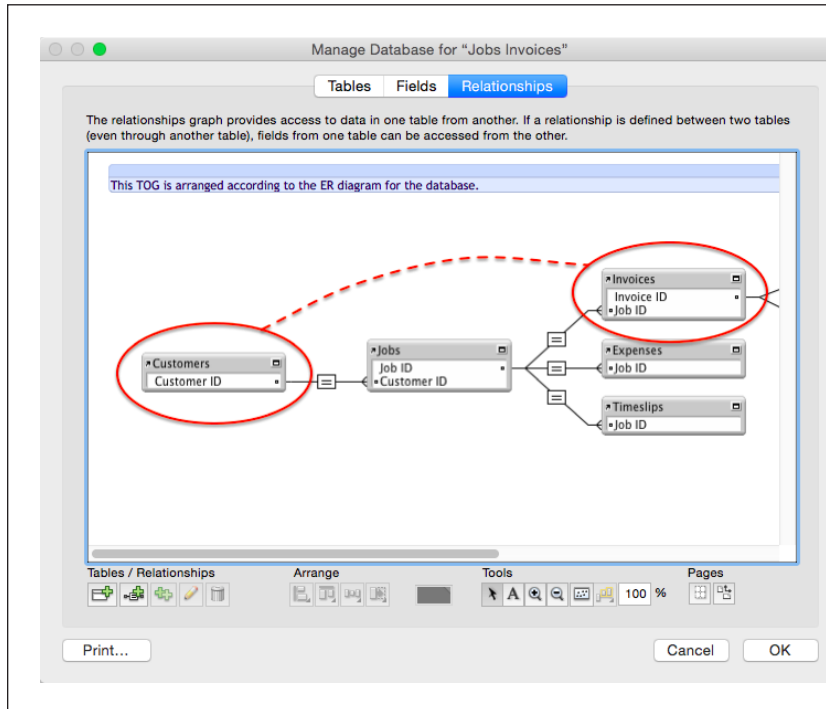 Manage Database for “Jobs Invoices”
Tables Fields Relationships
The relationships graph provides access to data in one table from another. If a relationship is defined between two tables
(even through another table), fields from one table can be accessed from the other.
This TOG is arranged according to the ER diagram for the database.
Invoices
Invoice ID
Job ID
Customers
Customer ID
Jobs
Job ID
Customer ID
Expenses
Job ID
Timeslips
Job ID
Tables / Relationships Arrange Tools Pages
A 100 %
Print... Cancel OK